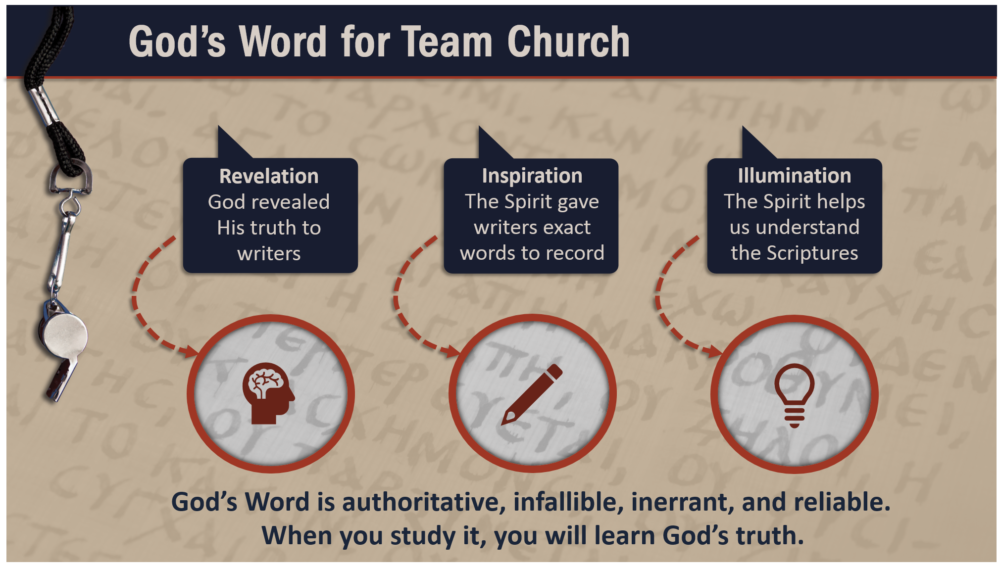 God's Word for Team Church
Revelation
God revealed
His truth to
writers
Inspiration
The Spirit gave
writers exact
words to record
Illumination
The Spirit helps
us understand
the Scriptures
God's Word is authoritative, infallible, inerrant, and reliable.
When you study it, you will learn God's truth.